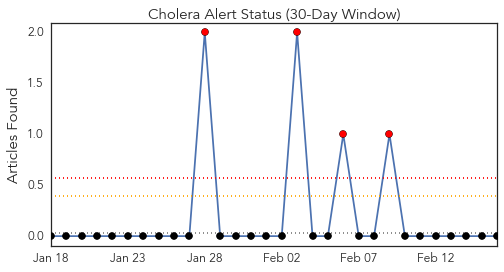 Cholera Alert Status (30-Day Window)
Articles Found
2.0
1.5
1.0
0.5
0.0
Jan 18 Jan 23 Jan 28 Feb 02 Feb 07 Feb 12